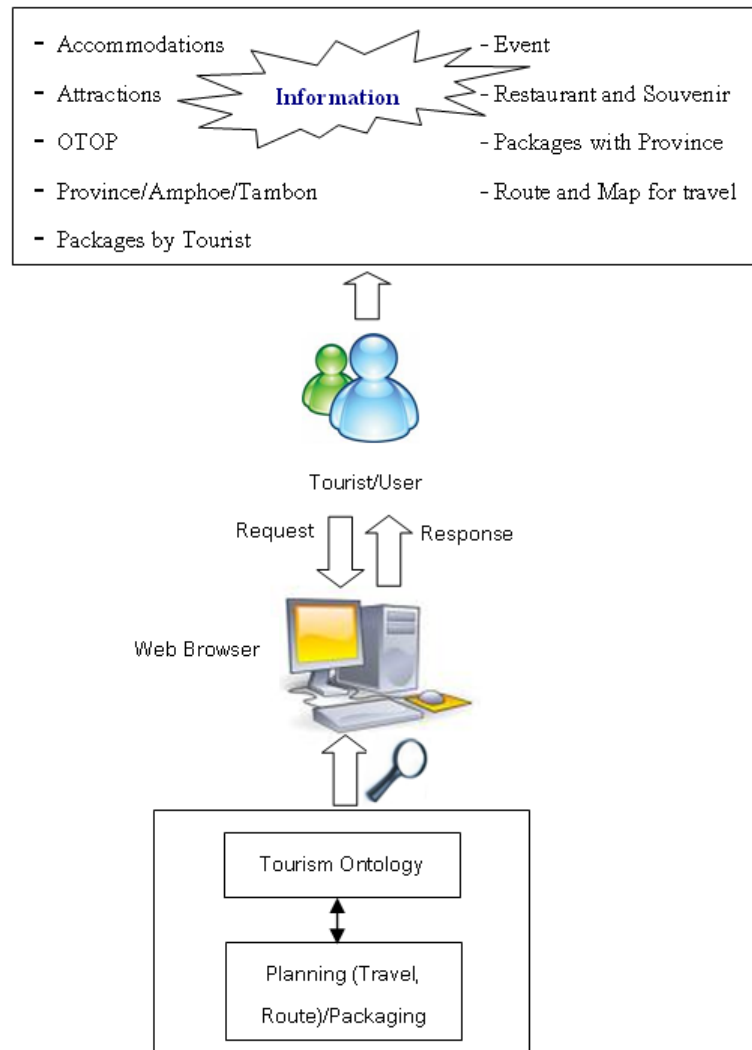 - Accommodations
- Attractions
- OTOP
- Province/Amphoe/Tambon
- Packages by Tourist
Information
- Event
- Restaurant and Souvenir
- Packages with Province
- Route and Map for travel
Tourist/User
Request
Response
Web Browser
Tourism Ontology
Planning (Travel,
Route)/Packaging